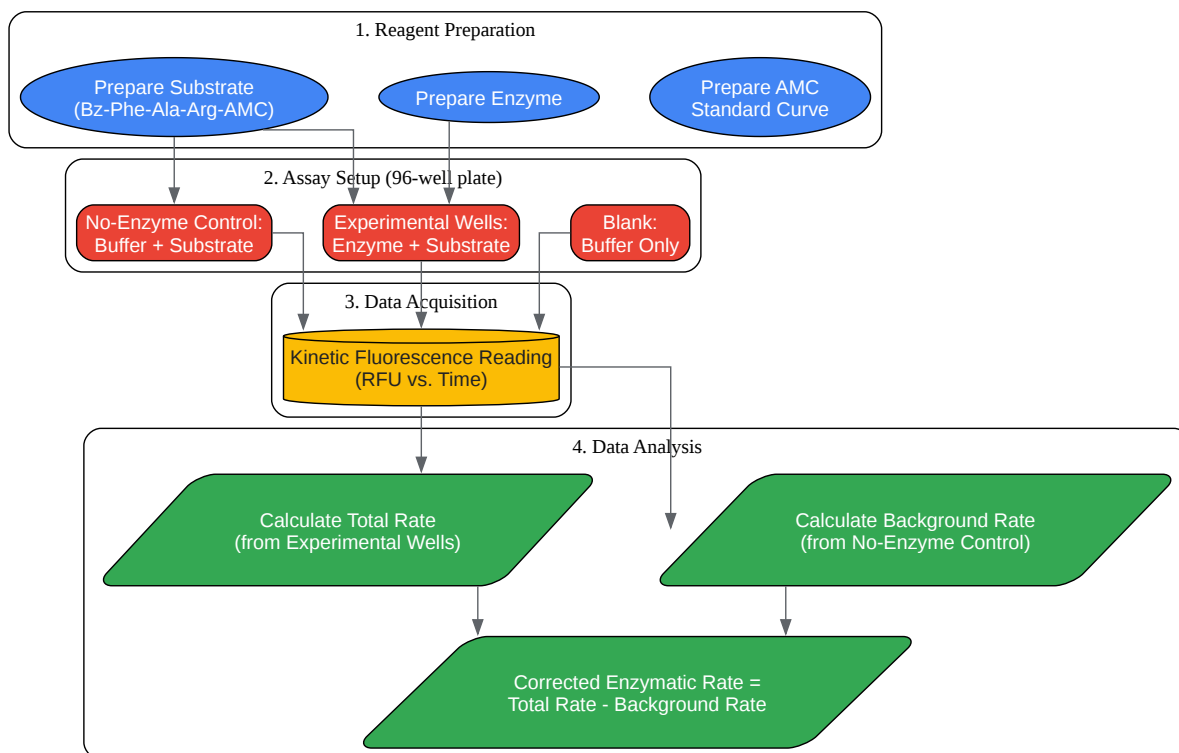 1. Reagent Preparation
Prepare Substrate
(Bz-Phe-Ala-Arg-AMC)
Prepare Enzyme
Prepare AMC
Standard Curve
2. Assay Setup (96-well plate)
No-Enzyme Control:
Buffer + Substrate
Experimental Wells:
Enzyme + Substrate
Blank:
Buffer Only
3. Data Acquisition
Kinetic Fluorescence Reading
(RFU vs. Time)
4. Data Analysis
Calculate Total Rate
(from Experimental Wells)
Calculate Background Rate
(from No-Enzyme Control)
Corrected Enzymatic Rate =
Total Rate - Background Rate